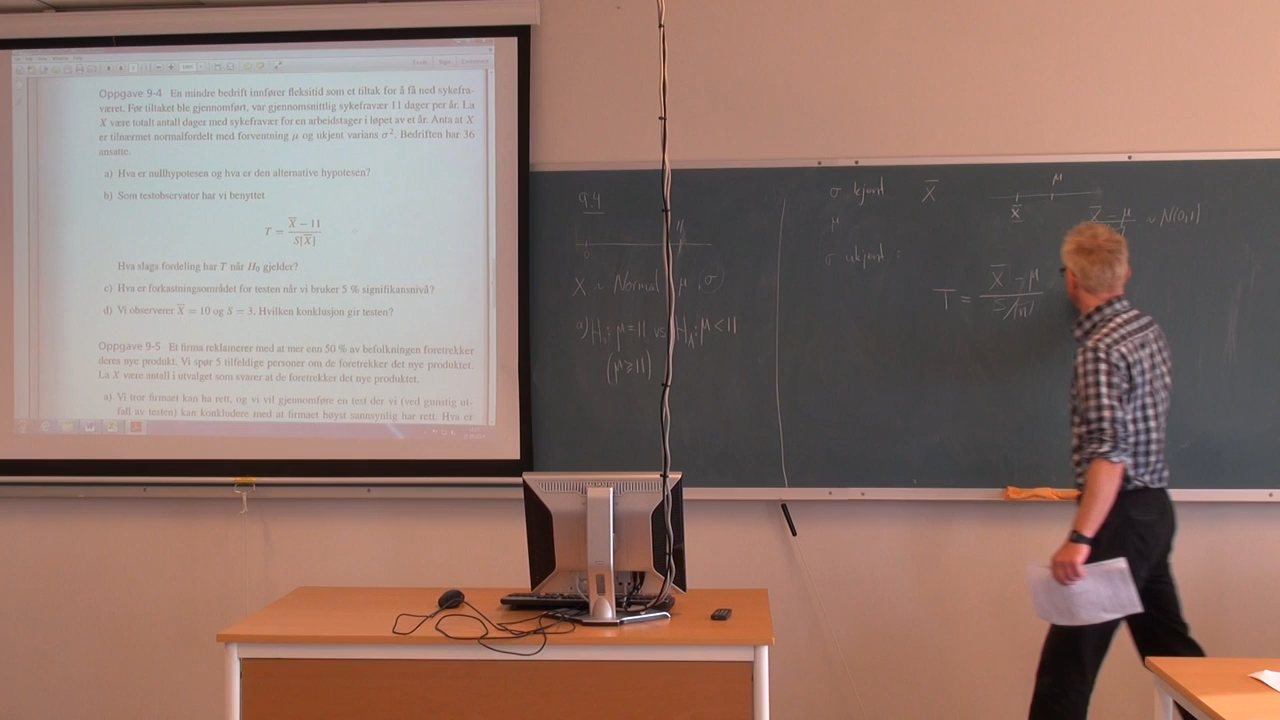 Oppgave 9-4 En mindre bedrift innfører fleksitid som et tiltak for å få ned sykefra-
været. Før tiltaket ble gjennomført, var gjennomsnittlig sykefravær 11 dager per år. La
X være totalt antall dager med sykefravær for en arbeidstager i løpet av et år. Anta at X
er tilnærmet normalfordelt med forventning μ og ukjent varians σ². Bedriften har 36
ansatte.
a) Hva er nullhypotesen og hva er den alternative hypotesen?
b) Som testobservator har vi benyttet
T = (X̅ − 11) / S[X̅]
Hva slags fordeling har T når H₀ gjelder?
c) Hva er forkastningsområdet for testen når vi bruker 5 % signifikansnivå?
d) Vi observerer X̅ = 10 og S = 3. Hvilken konklusjon gir testen?
Oppgave 9-5 Et firma reklamerer med at mer enn 50 % av befolkningen foretrekker
deres nye produkt. Vi spør 5 tilfeldige personer om de foretrekker det nye produktet.
La X være antall i utvalget som svarer at de foretrekker det nye produktet.
a) Vi tror firmaet kan ha rett, og vi vil gjennomføre en test der vi (ved gunstig ut-
fall av testen) kan konkludere med at firmaet høyst sannsynlig har rett. Hva er
9.4
0 11
X ~ Normal μ, σ
a) H₀: μ = 11 vs H_A: μ < 11
(μ ≥ 11)
σ kjent X̅
μ
X̅ μ
X̅ − μ ~ N(0,1)
σ ukjent :
T = (X̅ − μ) / (S/√n)